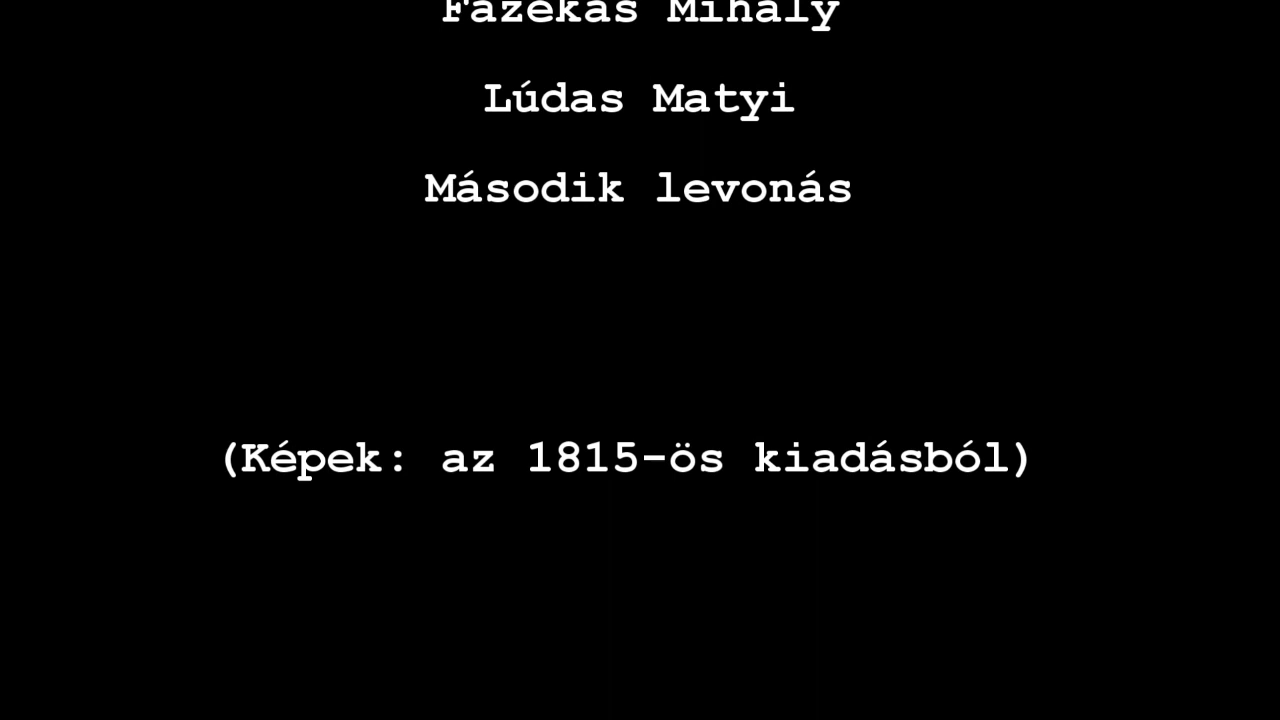 Fazekas Mihály
Lúdas Matyi
Második levonás
(Képek: az 1815-ös kiadásból)